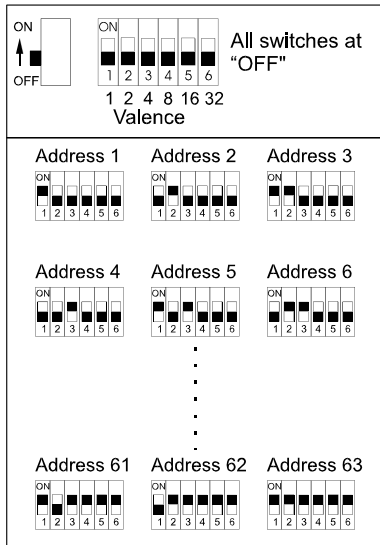 ON
OFF
ON
1 2 3 4 5 6
1 2 4 8 16 32
Valence
All switches at
“OFF"
Address 1 Address 2 Address 3
ON ON ON
1 2 3 4 5 6 1 2 3 4 5 6 1 2 3 4 5 6
Address 4 Address 5 Address 6
ON ON ON
1 2 3 4 5 6 1 2 3 4 5 6 1 2 3 4 5 6
Address 61 Address 62 Address 63
ON ON ON
1 2 3 4 5 6 1 2 3 4 5 6 1 2 3 4 5 6